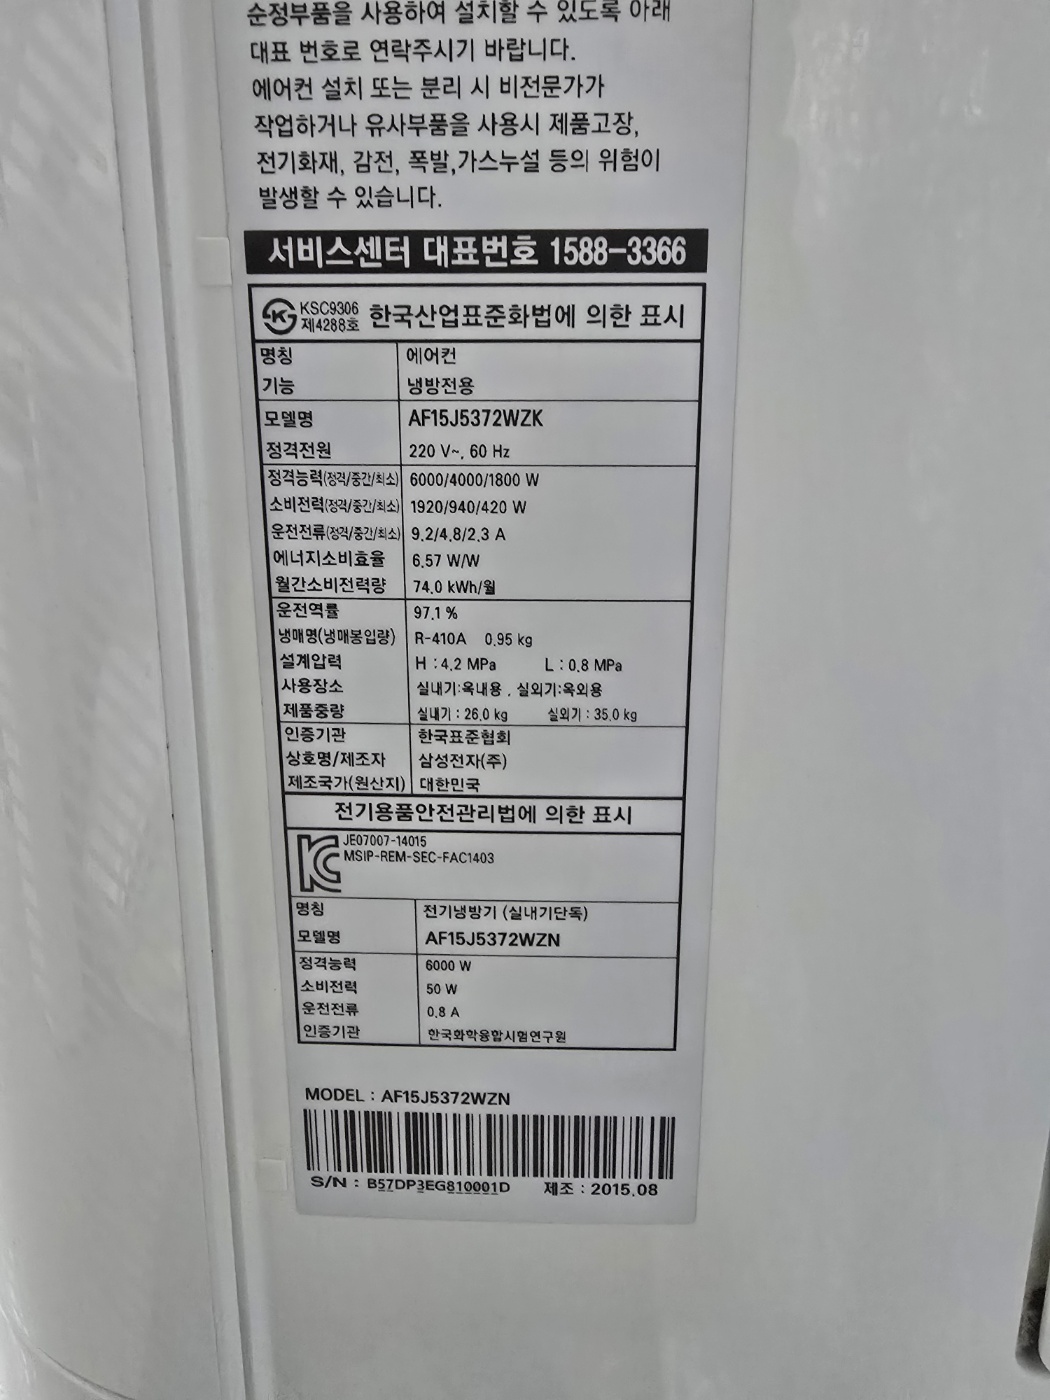 순정부품을 사용하여 설치할 수 있도록 아래
대표 번호로 연락주시기 바랍니다.
에어컨 설치 또는 분리 시 비전문가가
작업하거나 유사부품을 사용시 제품고장,
전기화재, 감전, 폭발,가스누설 등의 위험이
발생할 수 있습니다.
서비스센터 대표번호 1588-3366
KSC9306
제4288호
한국산업표준화법에 의한 표시
명칭 에어컨
기능 냉방전용
모델명 AF15J5372WZK
정격전원 220 V~, 60 Hz
정격능력(정격/중간/최소) 6000/4000/1800 W
소비전력(정격/중간/최소) 1920/940/420 W
운전전류(정격/중간/최소) 9.2/4.8/2.3 A
에너지소비효율 6.57 W/W
월간소비전력량 74.0 kWh/월
운전역률 97.1 %
냉매명(냉매봉입량) R-410A 0.95 kg
설계압력 H : 4.2 MPa L : 0.8 MPa
사용장소 실내기:옥내용 , 실외기:옥외용
제품중량 실내기 : 26.0 kg 실외기 : 35.0 kg
인증기관 한국표준협회
상호명/제조자 삼성전자(주)
제조국가(원산지) 대한민국
전기용품안전관리법에 의한 표시
JE07007-14015
MSIP-REM-SEC-FAC1403
명칭 전기냉방기 (실내기단독)
모델명 AF15J5372WZN
정격능력 6000 W
소비전력 50 W
운전전류 0.8 A
인증기관 한국화학융합시험연구원
MODEL : AF15J5372WZN
S/N : B57DP3EG810001D 제조 : 2015.08